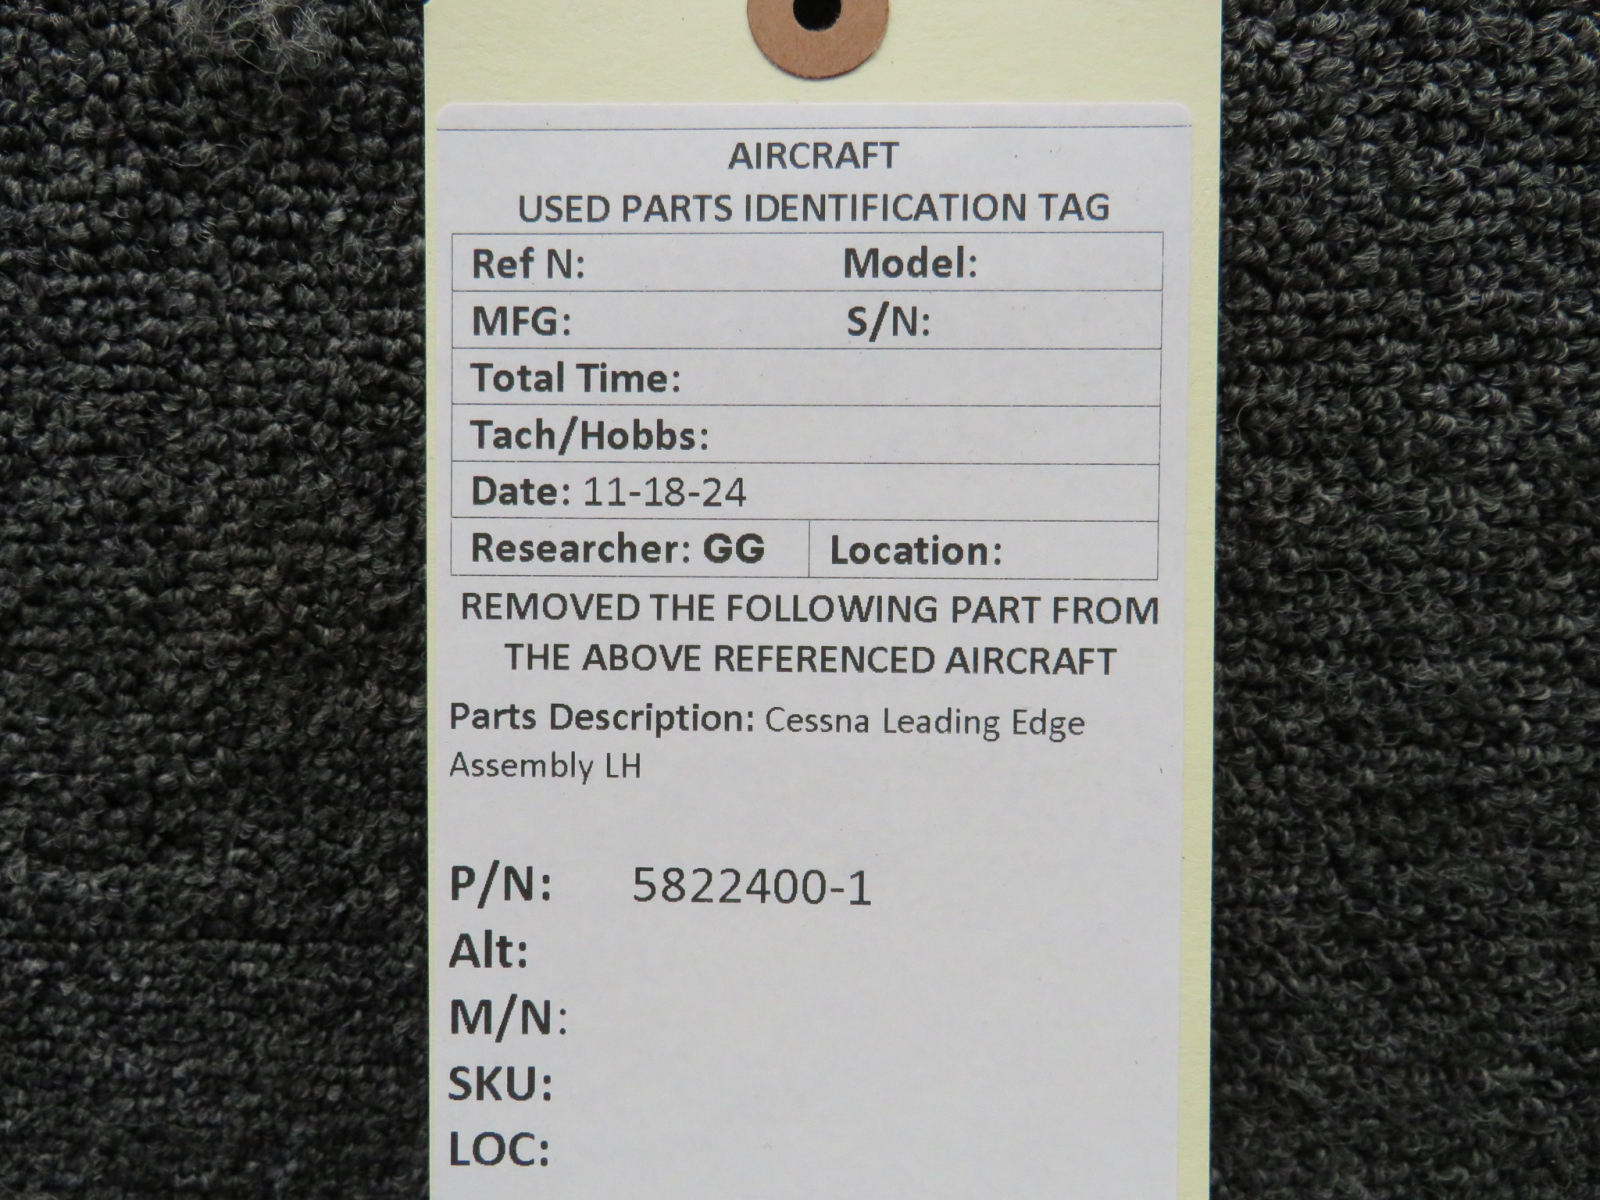 AIRCRAFT
USED PARTS IDENTIFICATION TAG
Ref N: Model:
MFG: S/N:
Total Time:
Tach/Hobbs:
Date: 11-18-24
Researcher: GG Location:
REMOVED THE FOLLOWING PART FROM
THE ABOVE REFERENCED AIRCRAFT
Parts Description: Cessna Leading Edge
Assembly LH
P/N: 5822400-1
Alt:
M/N:
SKU:
LOC: